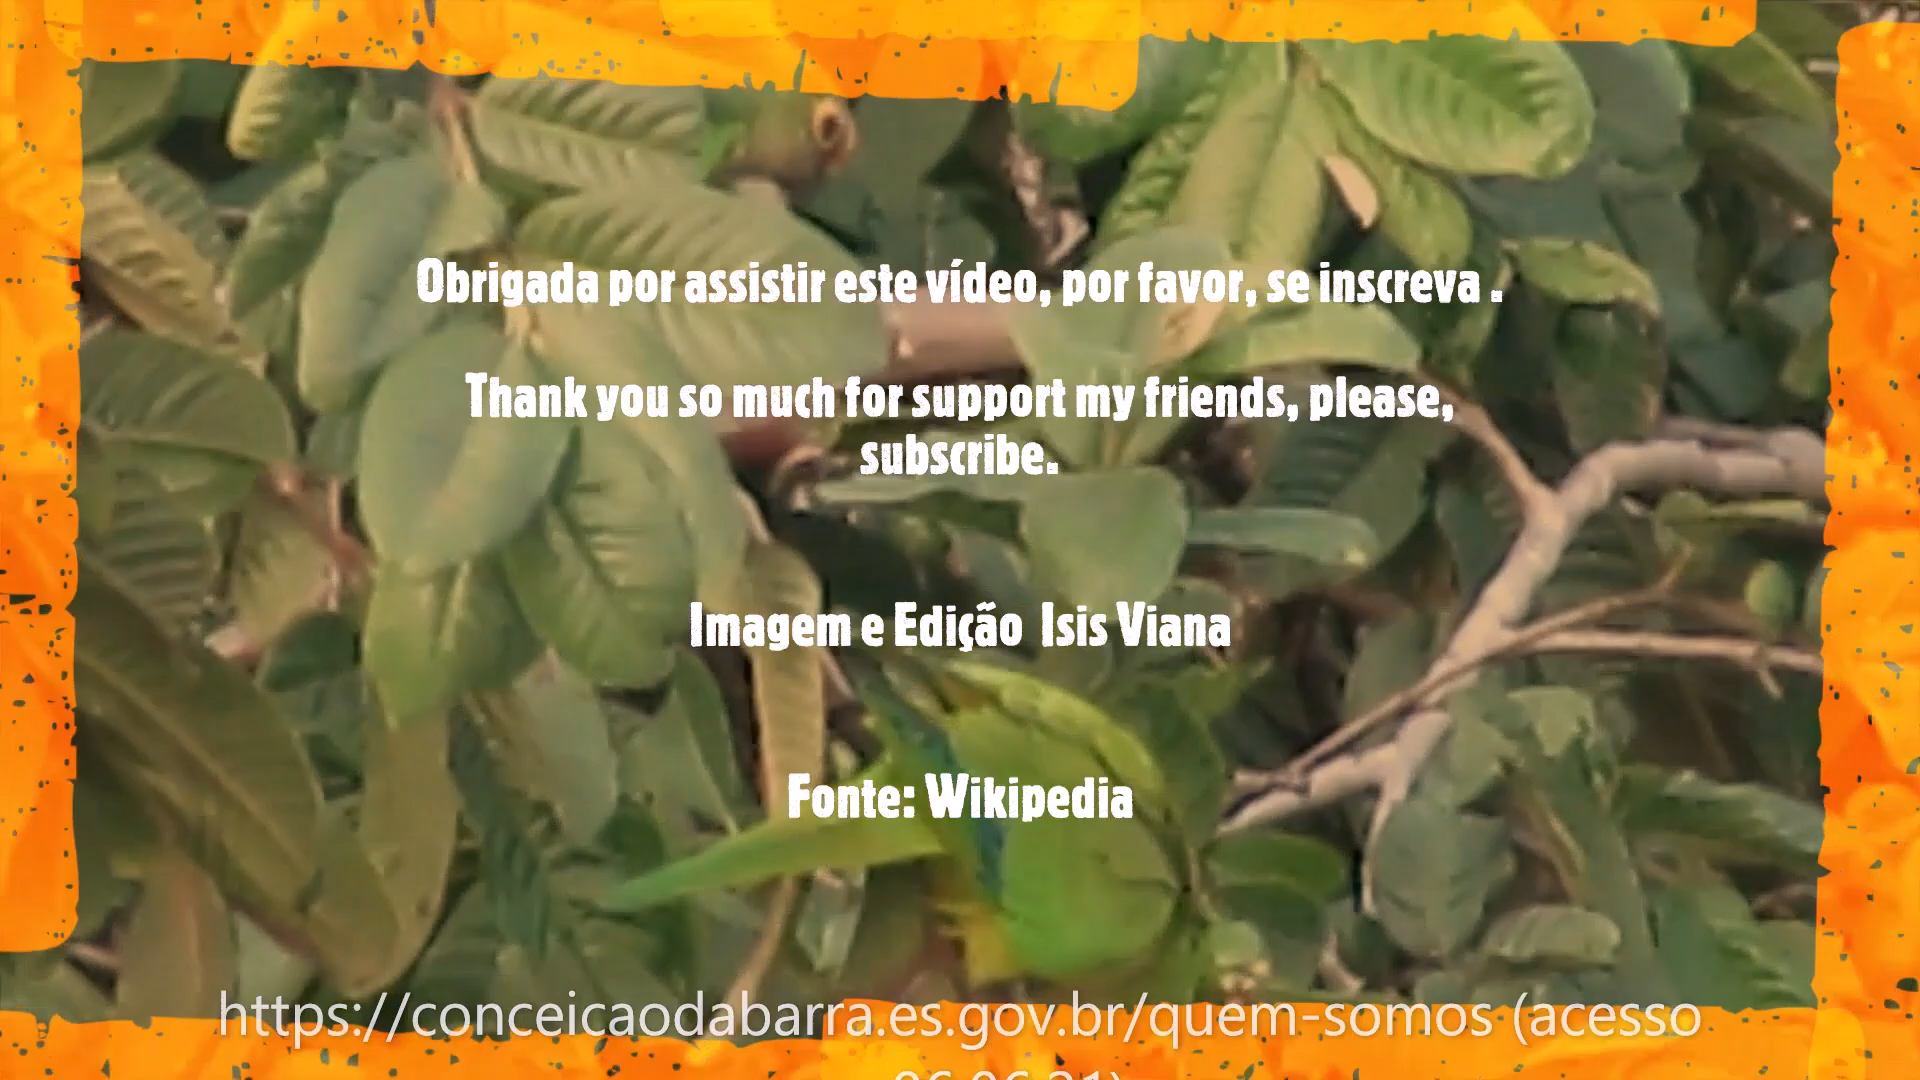 Obrigada por assistir este vídeo, por favor, se inscreva .
Thank you so much for support my friends, please,
subscribe.
Imagem e Edição Isis Viana
Fonte: Wikipedia
https://conceicaodabarra.es.gov.br/quem-somos (acesso